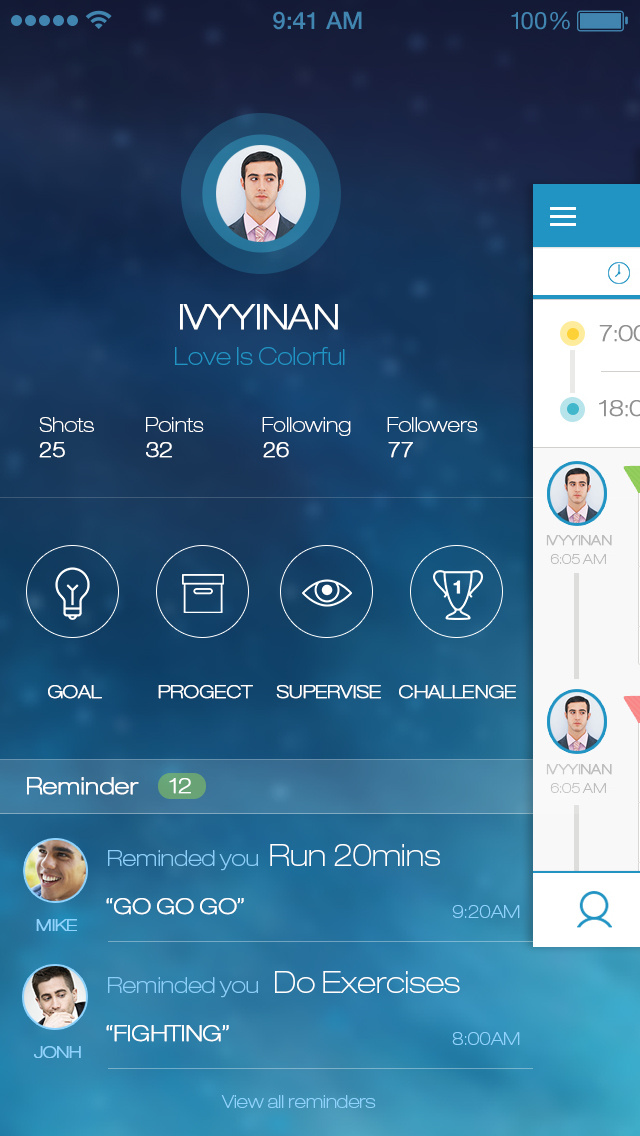 9:41 AM
100%
IVYYINAN
Love Is Colorful
Shots
Points
Following
Followers
25
32
26
77
GOAL
PROGECT
SUPERVISE
CHALLENGE
1
Reminder 12
Reminded you Run 20mins
“GO GO GO”
9:20AM
MIKE
Reminded you Do Exercises
“FIGHTING”
8:00AM
JONH
View all reminders
7:00
18:0
IVYYINAN
6:05 AM
IVYYINAN
6:05 AM